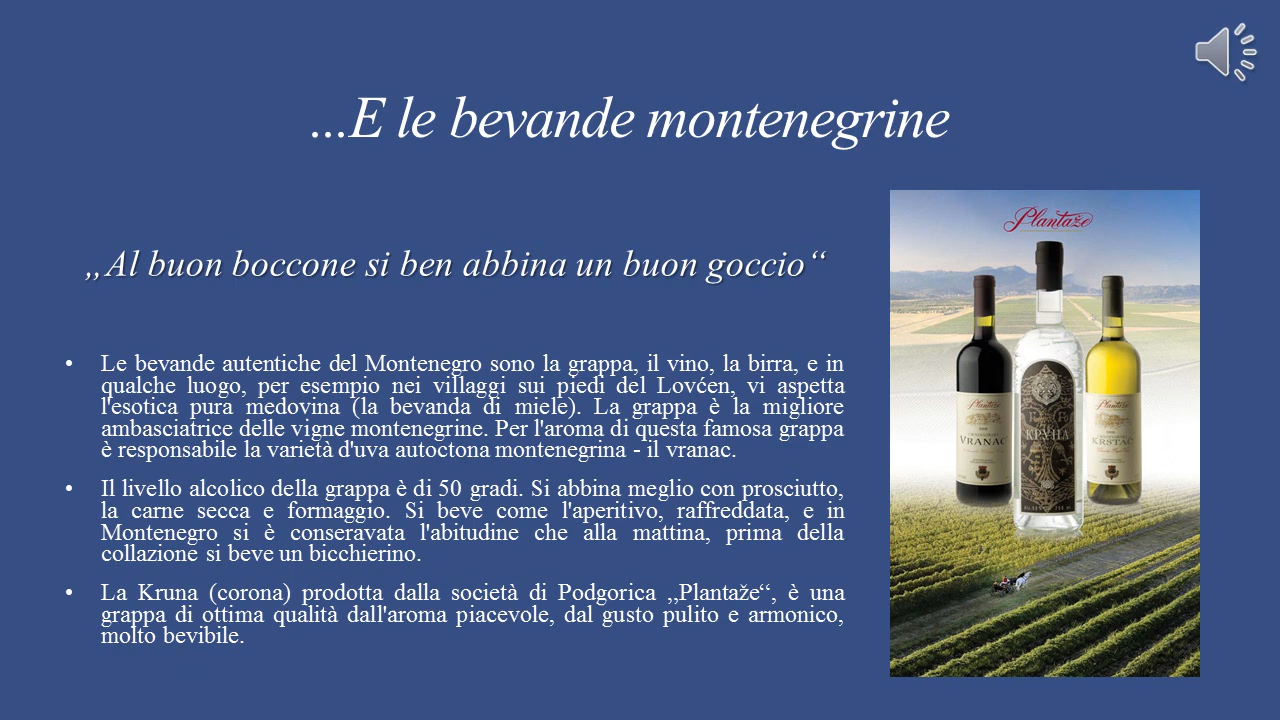 ...E le bevande montenegrine
„Al buon boccone si ben abbina un buon goccio“
• Le bevande autentiche del Montenegro sono la grappa, il vino, la birra, e in
qualche luogo, per esempio nei villaggi sui piedi del Lovćen, vi aspetta
l'esotica pura medovina (la bevanda di miele). La grappa è la migliore
ambasciatrice delle vigne montenegrine. Per l'aroma di questa famosa grappa
è responsabile la varietà d'uva autoctona montenegrina - il vranac.
• Il livello alcolico della grappa è di 50 gradi. Si abbina meglio con prosciutto,
la carne secca e formaggio. Si beve come l'aperitivo, raffreddata, e in
Montenegro si è conseravata l'abitudine che alla mattina, prima della
collazione si beve un bicchierino.
• La Kruna (corona) prodotta dalla società di Podgorica „Plantaže“, è una
grappa di ottima qualità dall'aroma piacevole, dal gusto pulito e armonico,
molto bevibile.
Plantaže
Plantaže
VRANAC
КРУНА
Plantaže
KRSTAČ